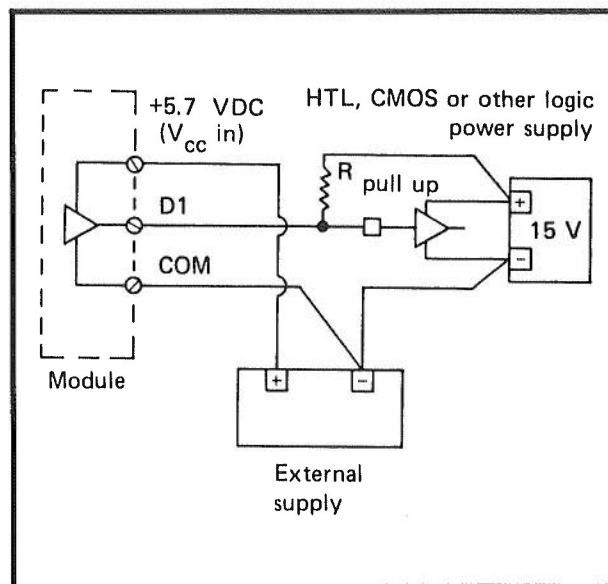 +5.7 VDC
(Vcc in)
HTL, CMOS or other logic
power supply
R
pull up
+
15 V
-
D1
COM
Module
+
-
External
supply